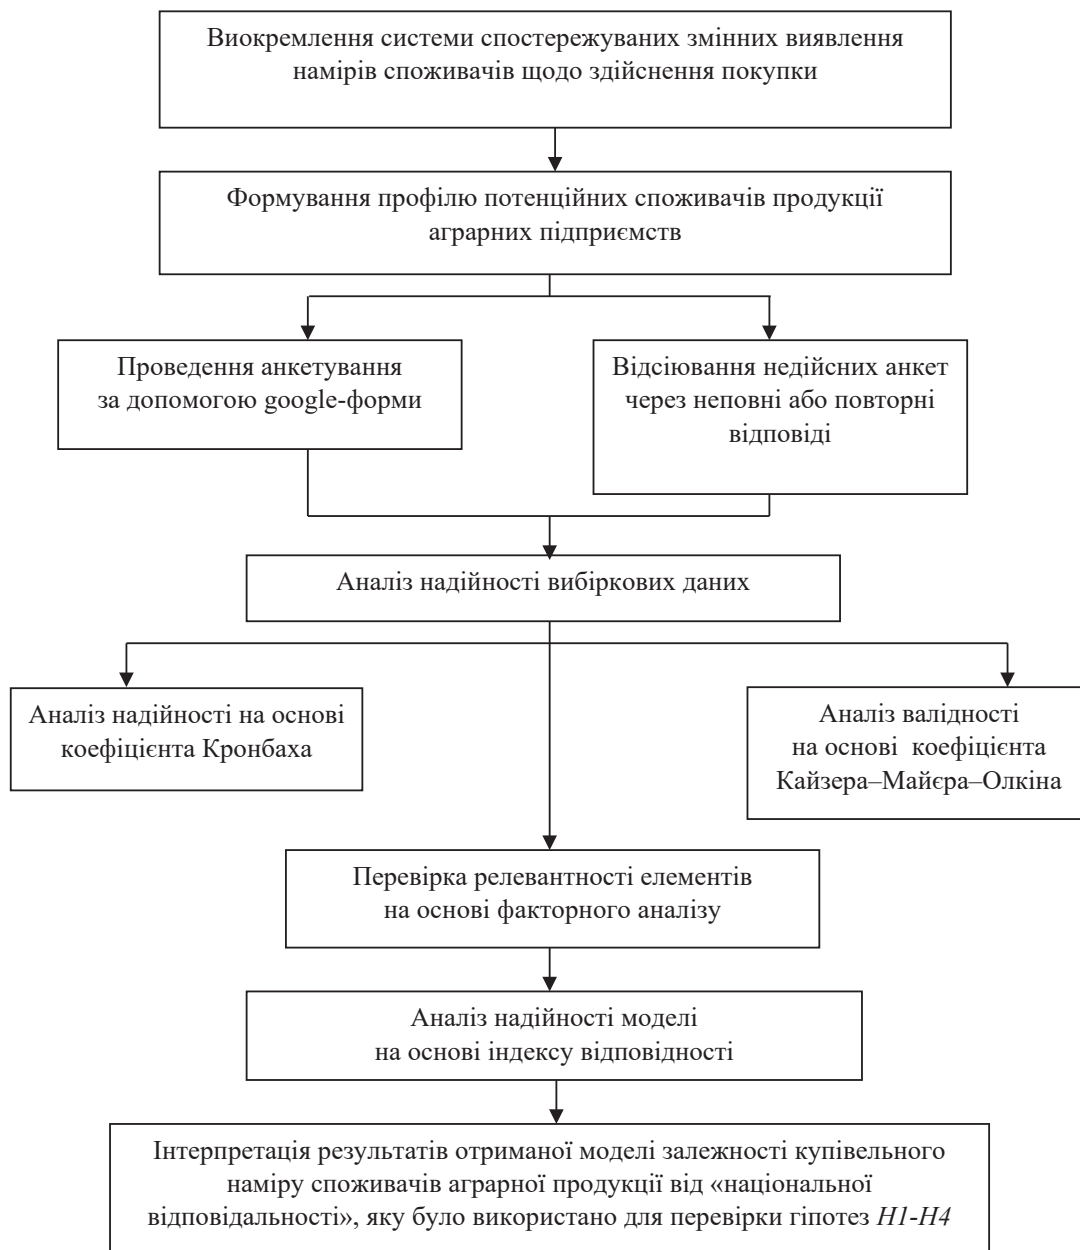 Виокремлення системи спостережуваних змінних виявлення
намірів споживачів щодо здійснення покупки
Формування профілю потенційних споживачів продукції
аграрних підприємств
Проведення анкетування
за допомогою google-форми
Відсіювання недійсних анкет
через неповні або повторні
відповіді
Аналіз надійності вибіркових даних
Аналіз надійності на основі
коефіцієнта Кронбаха
Аналіз валідності
на основі коефіцієнта
Кайзера–Майєра–Олкіна
Перевірка релевантності елементів
на основі факторного аналізу
Аналіз надійності моделі
на основі індексу відповідності
Інтерпретація результатів отриманої моделі залежності купівельного
наміру споживачів аграрної продукції від «національної
відповідальності», яку було використано для перевірки гіпотез H1-H4